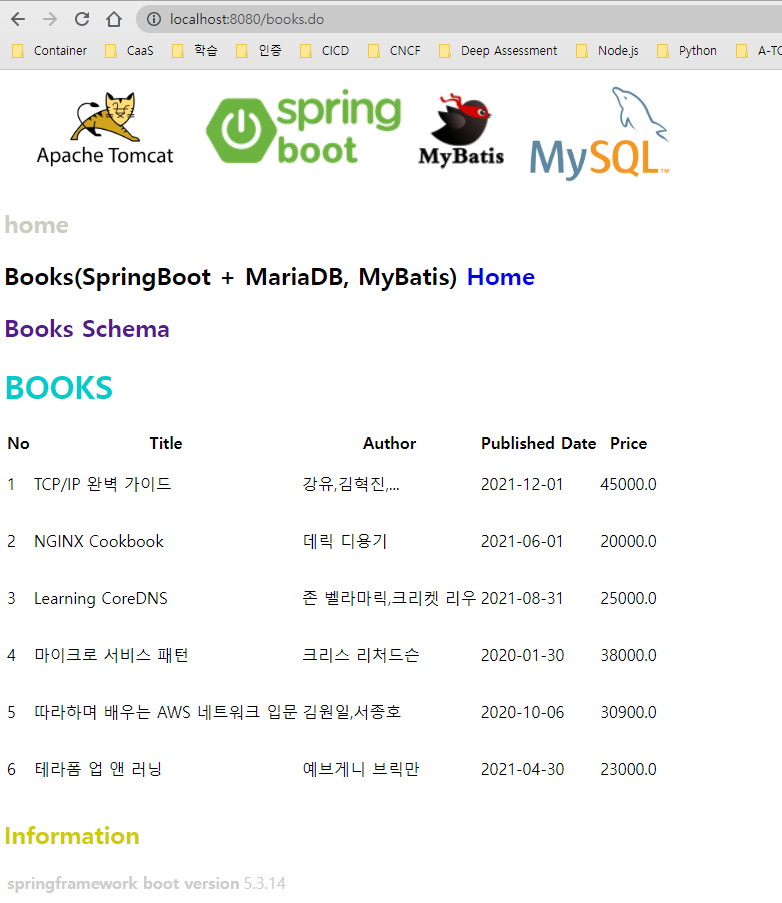 localhost:8080/books.do
Container CaaS 학습 인증 CICD CNCF Deep Assessment Node.js Python A-TC
Apache Tomcat spring boot MyBatis MySQL™
home
Books(SpringBoot + MariaDB, MyBatis) Home
Books Schema
BOOKS
No Title Author Published Date Price
1 TCP/IP 완벽 가이드 강유,김혁진,... 2021-12-01 45000.0
2 NGINX Cookbook 데릭 디용기 2021-06-01 20000.0
3 Learning CoreDNS 존 벨라마릭,크리켓 리우 2021-08-31 25000.0
4 마이크로 서비스 패턴 크리스 리처드슨 2020-01-30 38000.0
5 따라하며 배우는 AWS 네트워크 입문 김원일,서종호 2020-10-06 30900.0
6 테라폼 업 앤 러닝 예브게니 브릭만 2021-04-30 23000.0
Information
springframework boot version 5.3.14